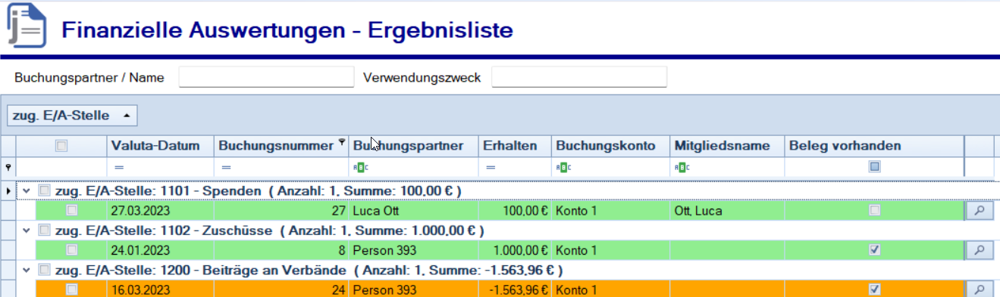 Finanzielle Auswertungen - Ergebnisliste
Buchungspartner / Name Verwendungszweck
zug. E/A-Stelle
Valuta-Datum Buchungsnummer Buchungspartner Erhalten Buchungskonto Mitgliedsname Beleg vorhanden
= = ABC = ABC ABC
zug. E/A-Stelle: 1101 - Spenden ( Anzahl: 1, Summe: 100,00 € )
27.03.2023 27 Luca Ott 100,00 € Konto 1 Ott, Luca
zug. E/A-Stelle: 1102 - Zuschüsse ( Anzahl: 1, Summe: 1.000,00 € )
24.01.2023 8 Person 393 1.000,00 € Konto 1
zug. E/A-Stelle: 1200 - Beiträge an Verbände ( Anzahl: 1, Summe: -1.563,96 € )
16.03.2023 24 Person 393 -1.563,96 € Konto 1